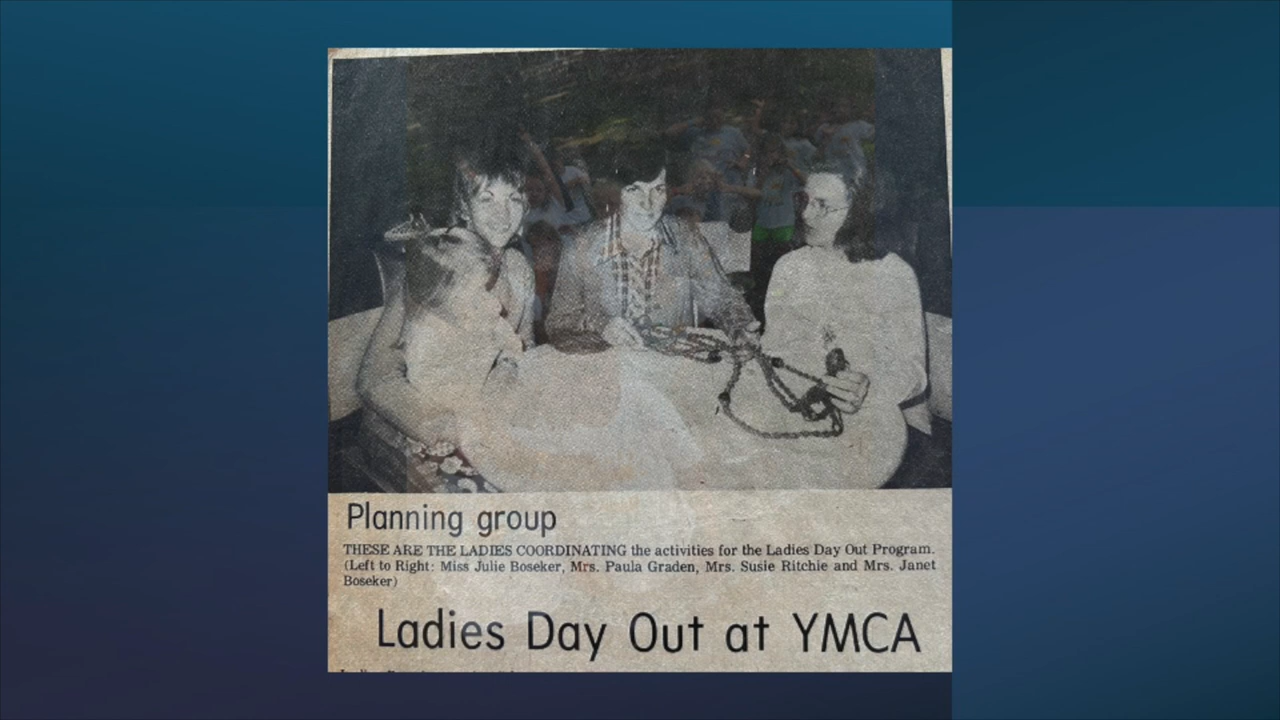 Planning group
THESE ARE THE LADIES COORDINATING the activities for the Ladies Day Out Program.
(Left to Right: Miss Julie Boseker, Mrs. Paula Graden, Mrs. Susie Ritchie and Mrs. Janet
Boseker)
Ladies Day Out at YMCA